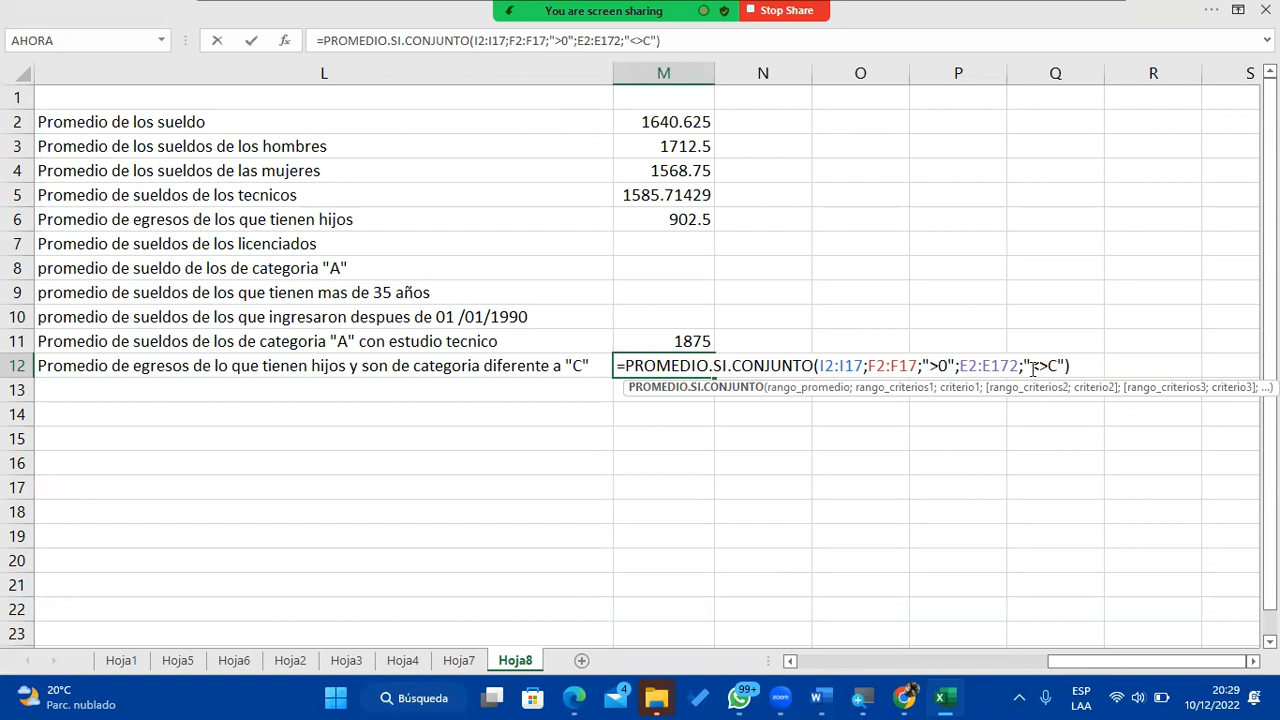 You are screen sharing Stop Share
AHORA =PROMEDIO.SI.CONJUNTO(I2:I17;F2:F17;">0";E2:E172;"<>C")
L M N O P Q R S
1
2 Promedio de los sueldo 1640.625
3 Promedio de los sueldos de los hombres 1712.5
4 Promedio de los sueldos de las mujeres 1568.75
5 Promedio de sueldos de los tecnicos 1585.71429
6 Promedio de egresos de los que tienen hijos 902.5
7 Promedio de sueldos de los licenciados
8 promedio de sueldo de los de categoria "A"
9 promedio de sueldos de los que tienen mas de 35 años
10 promedio de sueldos de los que ingresaron despues de 01 /01/1990
11 Promedio de sueldos de los de categoria "A" con estudio tecnico 1875
12 Promedio de egresos de lo que tienen hijos y son de categoria diferente a "C" =PROMEDIO.SI.CONJUNTO(I2:I17;F2:F17;">0";E2:E172;"<>C")
PROMEDIO.SI.CONJUNTO(rango_promedio; rango_criterios1; criterio1; [rango_criterios2; criterio2]; [rango_criterios3; criterio3]; ...)
13
14
15
16
17
18
19
20
21
22
23
Hoja1 Hoja5 Hoja6 Hoja2 Hoja3 Hoja4 Hoja7 Hoja8
20°C
Parc. nublado
Búsqueda
4
99+
ESP
LAA
20:29
10/12/2022